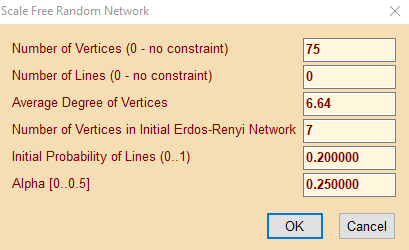 Scale Free Random Network
Number of Vertices (0 - no constraint) 75
Number of Lines (0 - no constraint) 0
Average Degree of Vertices 6.64
Number of Vertices in Initial Erdos-Renyi Network 7
Initial Probability of Lines (0..1) 0.200000
Alpha [0..0.5] 0.250000
OK Cancel